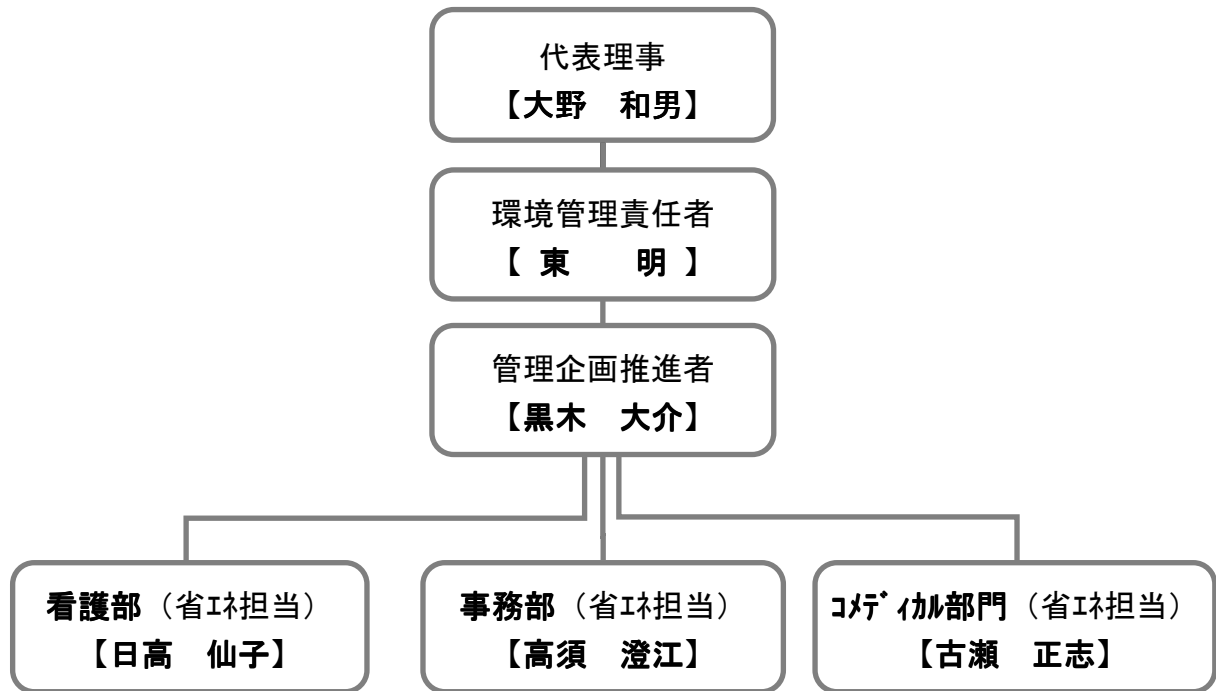 代表理事
【大野　和男】
環境管理責任者
【 東　　明 】
管理企画推進者
【黒木　大介】
看護部（省ｴﾈ担当）
【日高　仙子】
事務部（省ｴﾈ担当）
【高須　澄江】
ｺﾒﾃﾞｨｶﾙ部門（省ｴﾈ担当）
【古瀬　正志】